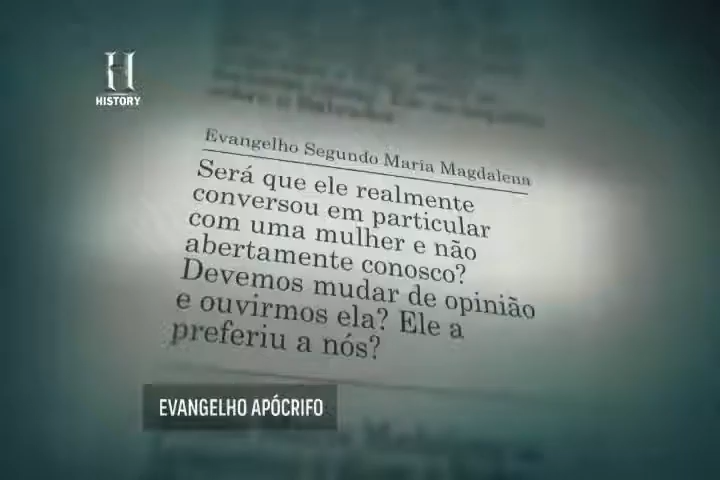 H
HISTORY
Evangelho Segundo Maria Magdalena
Será que ele realmente
conversou em particular
com uma mulher e não
abertamente conosco?
Devemos mudar de opinião
e ouvirmos ela? Ele a
preferiu a nós?
EVANGELHO APÓCRIFO